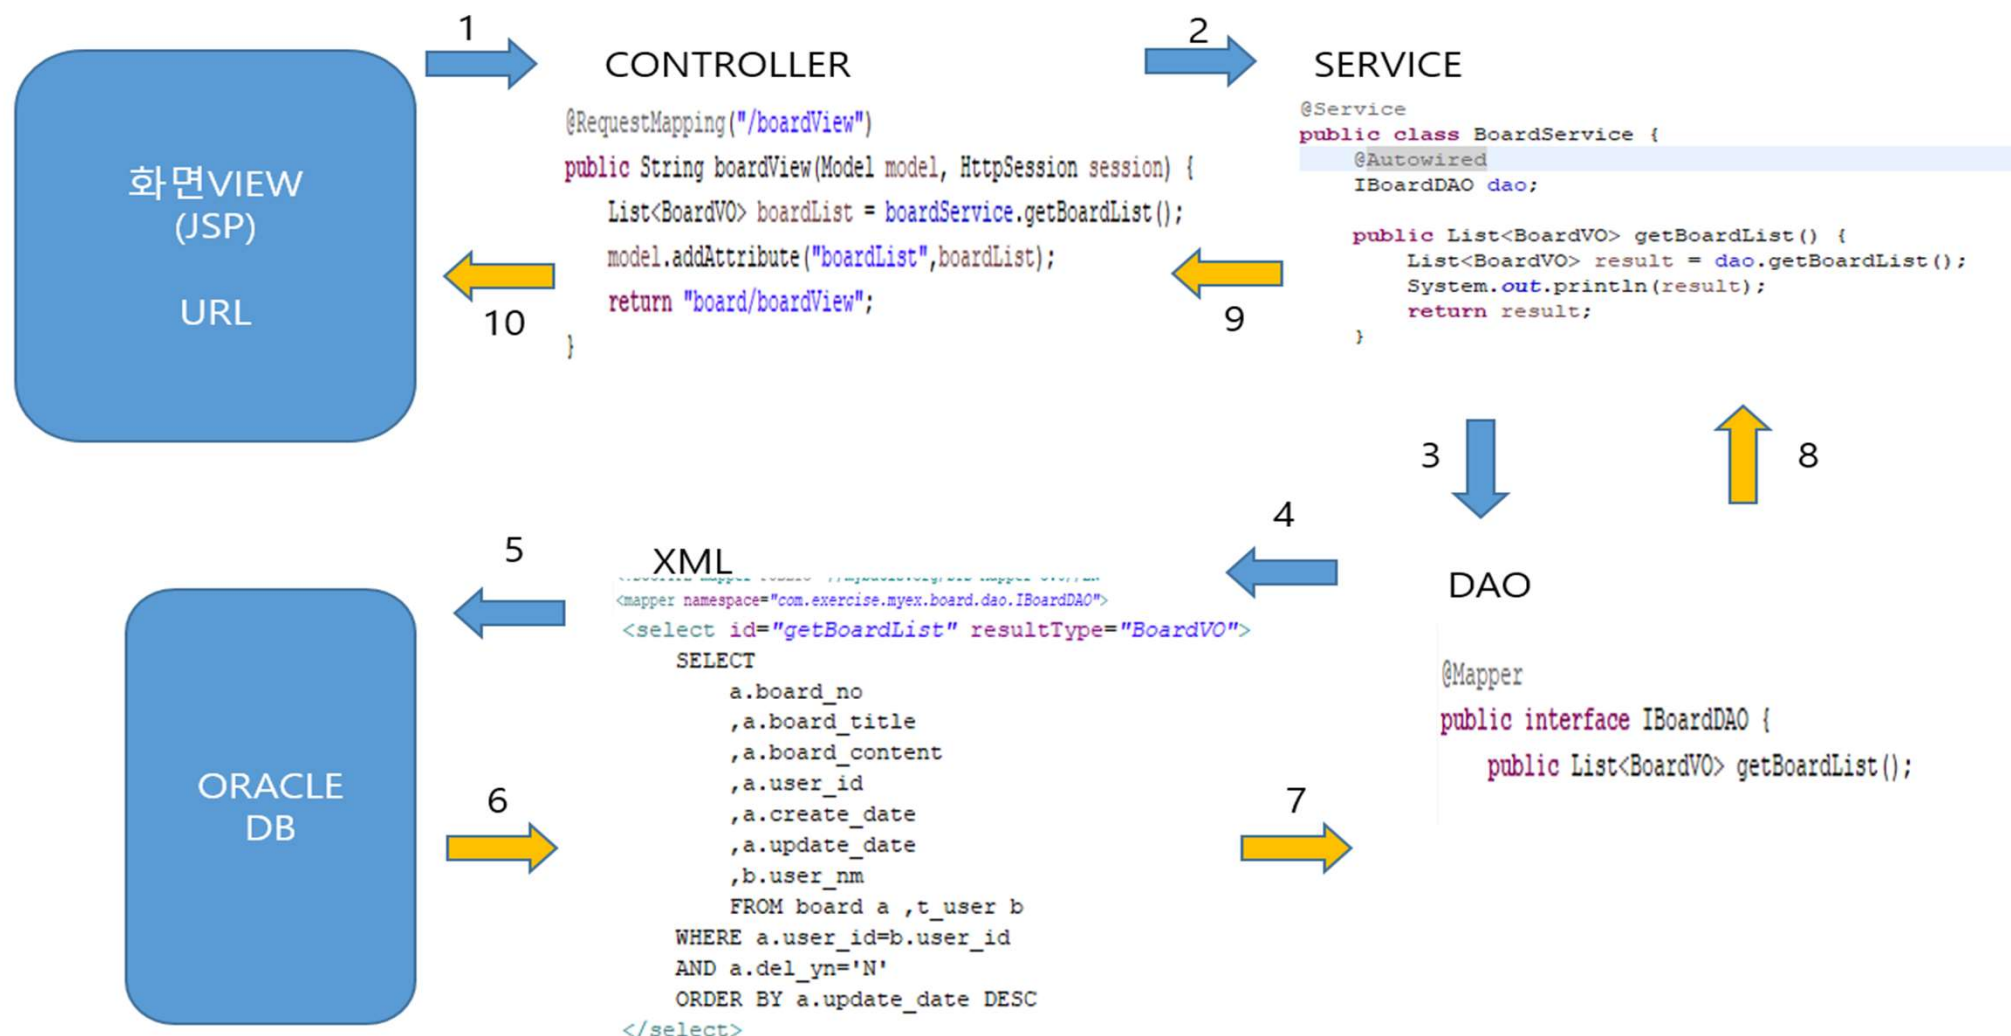 1
2
화면VIEW
(JSP)
URL
CONTROLLER
@RequestMapping("/boardView")
public String boardView(Model model, HttpSession session) {
List<BoardVO> boardList = boardService.getBoardList();
model.addAttribute("boardList",boardList);
return "board/boardView";
}
SERVICE
@Service
public class BoardService {
@Autowired
IBoardDAO dao;
public List<BoardVO> getBoardList() {
List<BoardVO> result = dao.getBoardList();
System.out.println(result);
return result;
}
10
9
3
8
4
5
XML
<mapper namespace="com.exercise.myex.board.dao.IBoardDAO">
<select id="getBoardList" resultType="BoardVO">
SELECT
a.board_no
,a.board_title
,a.board_content
,a.user_id
,a.create_date
,a.update_date
,b.user_nm
FROM board a ,t_user b
WHERE a.user_id=b.user_id
AND a.del_yn='N'
ORDER BY a.update_date DESC
</select>
DAO
@Mapper
public interface IBoardDAO {
public List<BoardVO> getBoardList();
ORACLE
DB
6
7